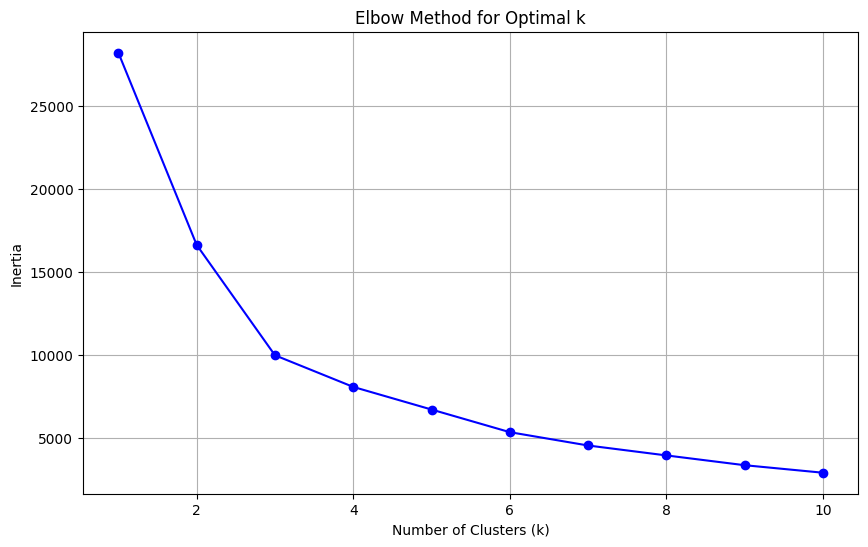 Elbow Method for Optimal k
25000
20000
15000
10000
5000
Inertia
2 4 6 8 10
Number of Clusters (k)